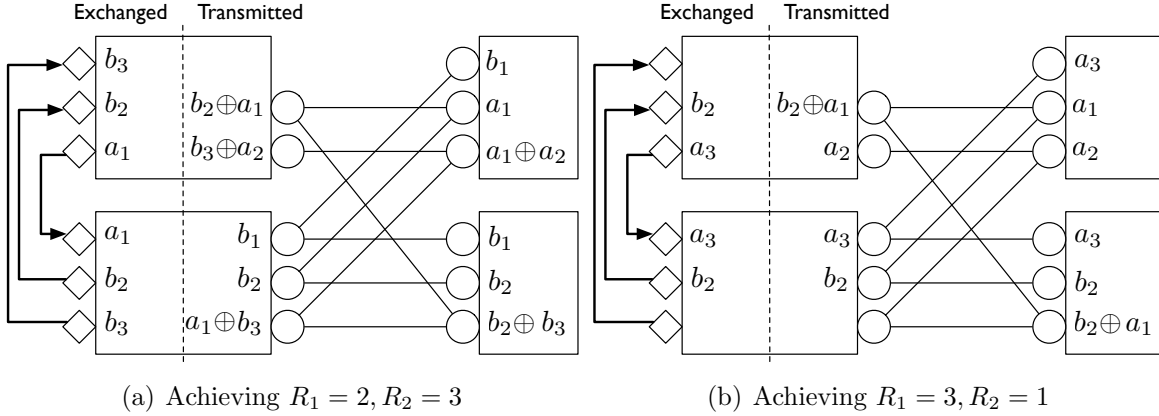 Exchanged Transmitted
b₃
b₂ b₂⊕a₁
a₁ b₃⊕a₂
a₁ b₁
b₂ b₂
b₃ a₁⊕b₃
b₁
a₁
a₁⊕a₂
b₁
b₂
b₂⊕b₃
(a) Achieving R₁ = 2, R₂ = 3
Exchanged Transmitted
b₂ b₂⊕a₁
a₃ a₂
a₃ a₃
b₂ b₂
a₃
a₁
a₂
a₃
b₂
b₂⊕a₁
(b) Achieving R₁ = 3, R₂ = 1